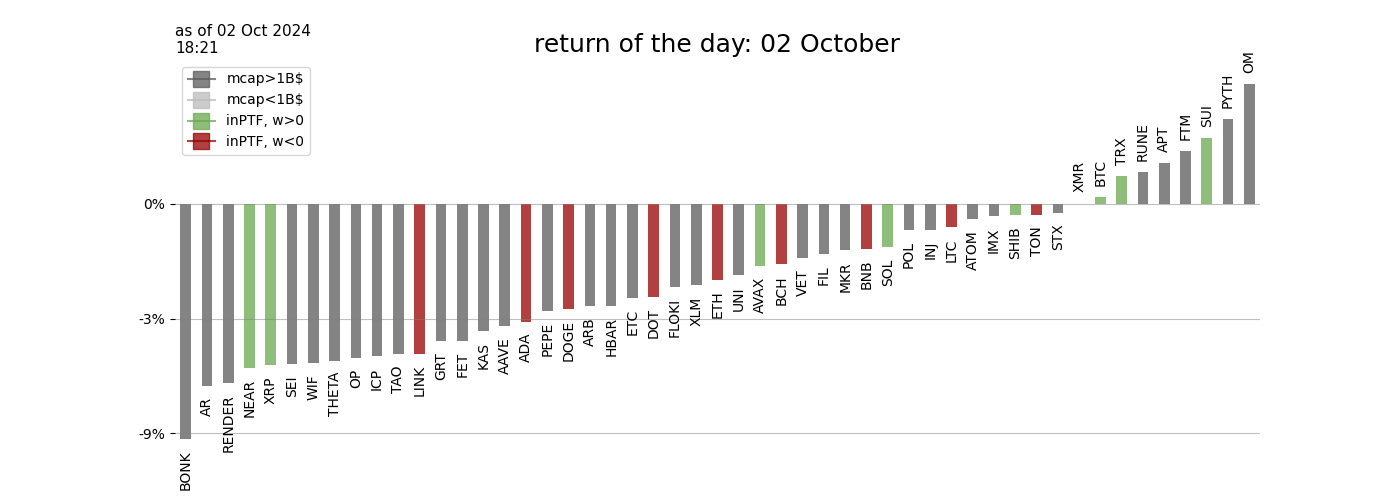 as of 02 Oct 2024
18:21
return of the day: 02 October
mcap>1B$
mcap<1B$
inPTF, w>0
inPTF, w<0
0%
-3%
-9%
BONK
AR
RENDER
NEAR
XRP
SEI
WIF
THETA
OP
ICP
TAO
LINK
GRT
FET
KAS
AAVE
ADA
PEPE
DOGE
ARB
HBAR
ETC
DOT
FLOKI
XLM
ETH
UNI
AVAX
BCH
VET
FIL
MKR
BNB
SOL
POL
INJ
LTC
ATOM
IMX
SHIB
TON
STX
XMR
BTC
TRX
RUNE
APT
FTM
SUI
PYTH
OM